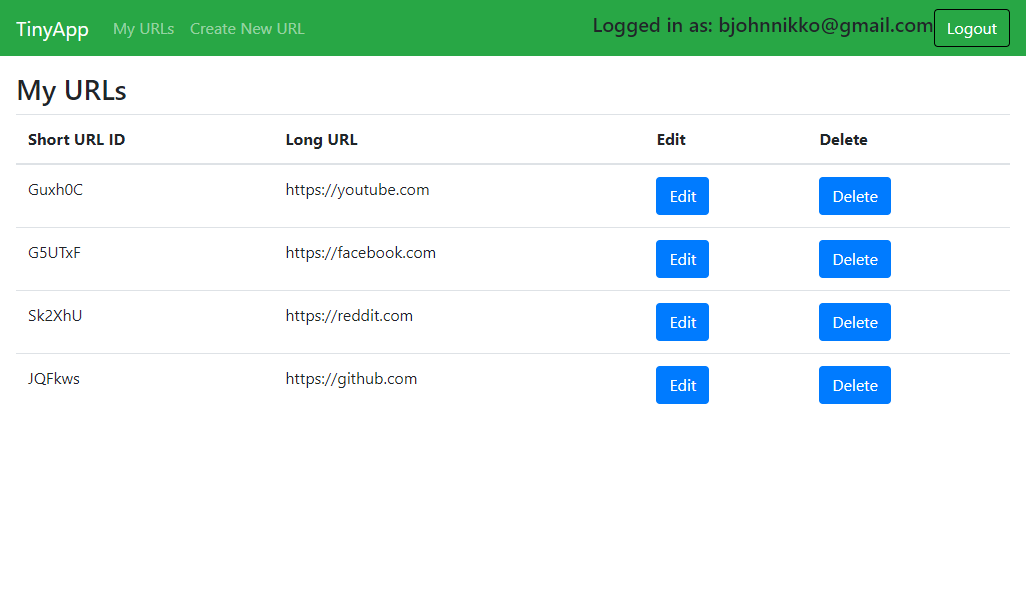 TinyApp My URLs Create New URL Logged in as: bjohnnikko@gmail.com Logout
My URLs
Short URL ID Long URL Edit Delete
Guxh0C https://youtube.com Edit Delete
G5UTxF https://facebook.com Edit Delete
Sk2XhU https://reddit.com Edit Delete
JQFkws https://github.com Edit Delete